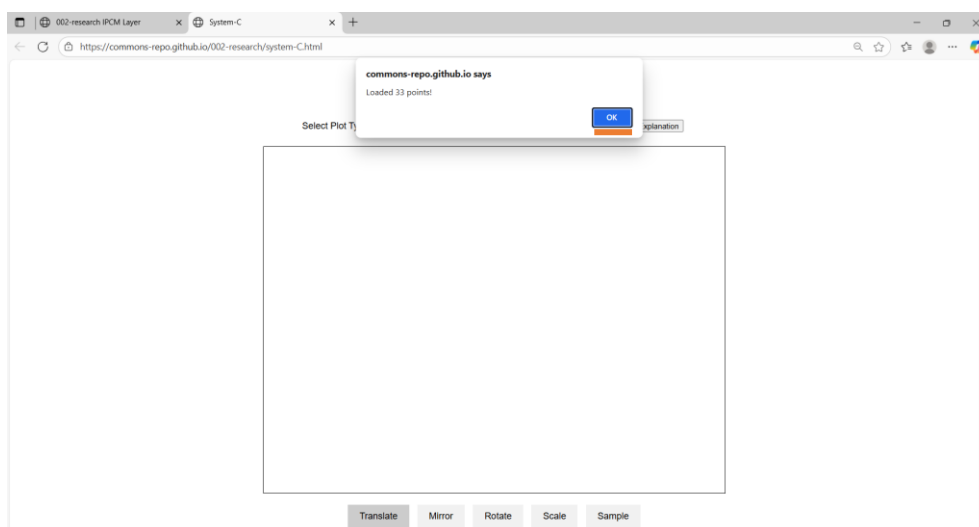 002-research IPCM Layer
System-C
https://commons-repo.github.io/002-research/system-C.html
commons-repo.github.io says
Loaded 33 points!
OK
Select Plot Ty
xplanation
Translate
Mirror
Rotate
Scale
Sample